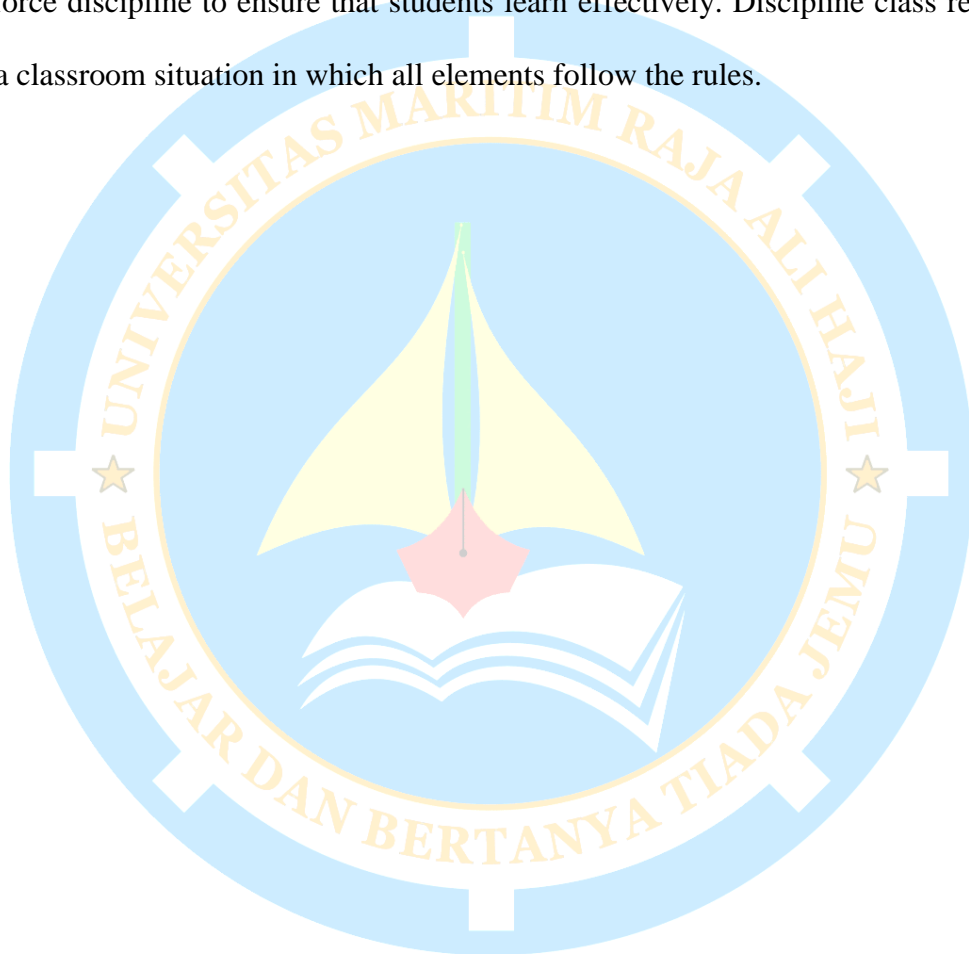 force discipline to ensure that students learn effectively. Discipline class re
a classroom situation in which all elements follow the rules.
UNIVERSITAS MARITIM RAJA ALI HAJI
BELAJAR DAN BERTANYA TIADA JEMU